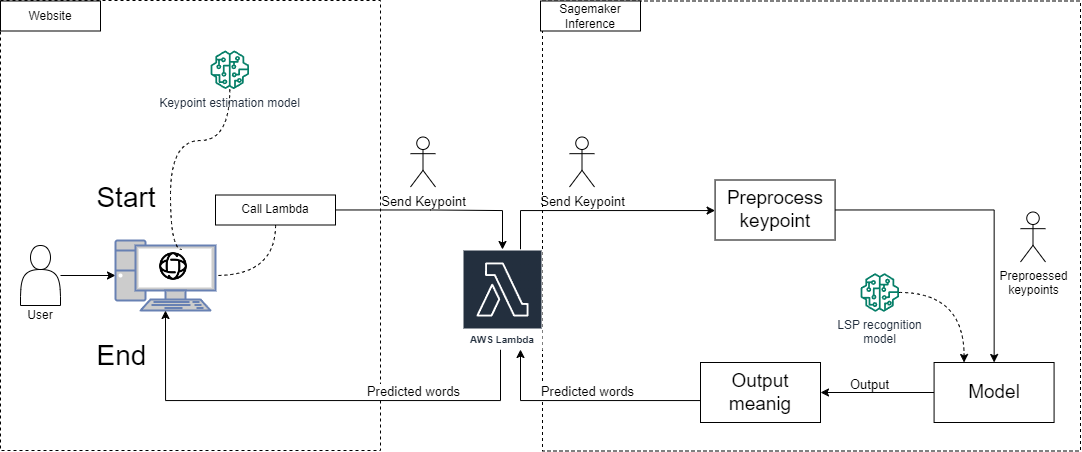 Website
Sagemaker
Inference
Keypoint estimation model
Start
Call Lambda
Send Keypoint
Send Keypoint
Preprocess
keypoint
User
Preproessed
keypoints
AWS Lambda
LSP recognition
model
End
Predicted words
Predicted words
Output
meanig
Output
Model